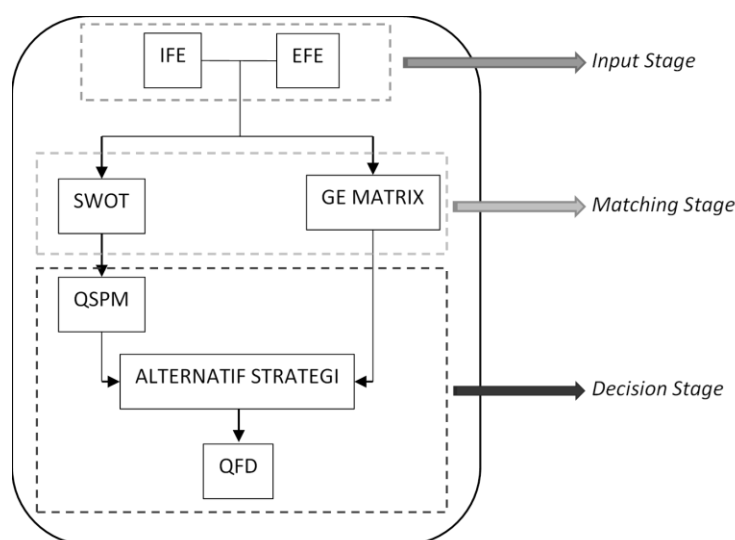 IFE
EFE
Input Stage
SWOT
GE MATRIX
Matching Stage
QSPM
ALTERNATIF STRATEGI
Decision Stage
QFD